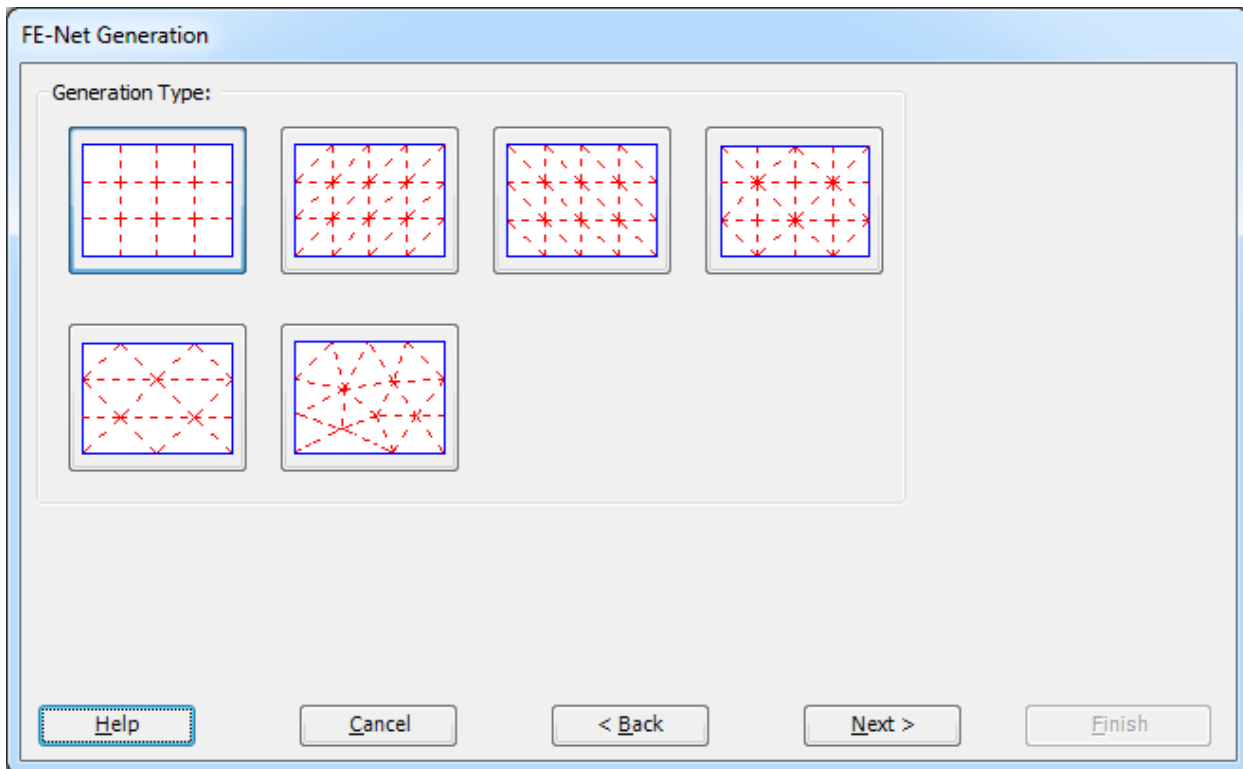 FE-Net Generation
Generation Type:
Help
Cancel
< Back
Next >
Finish